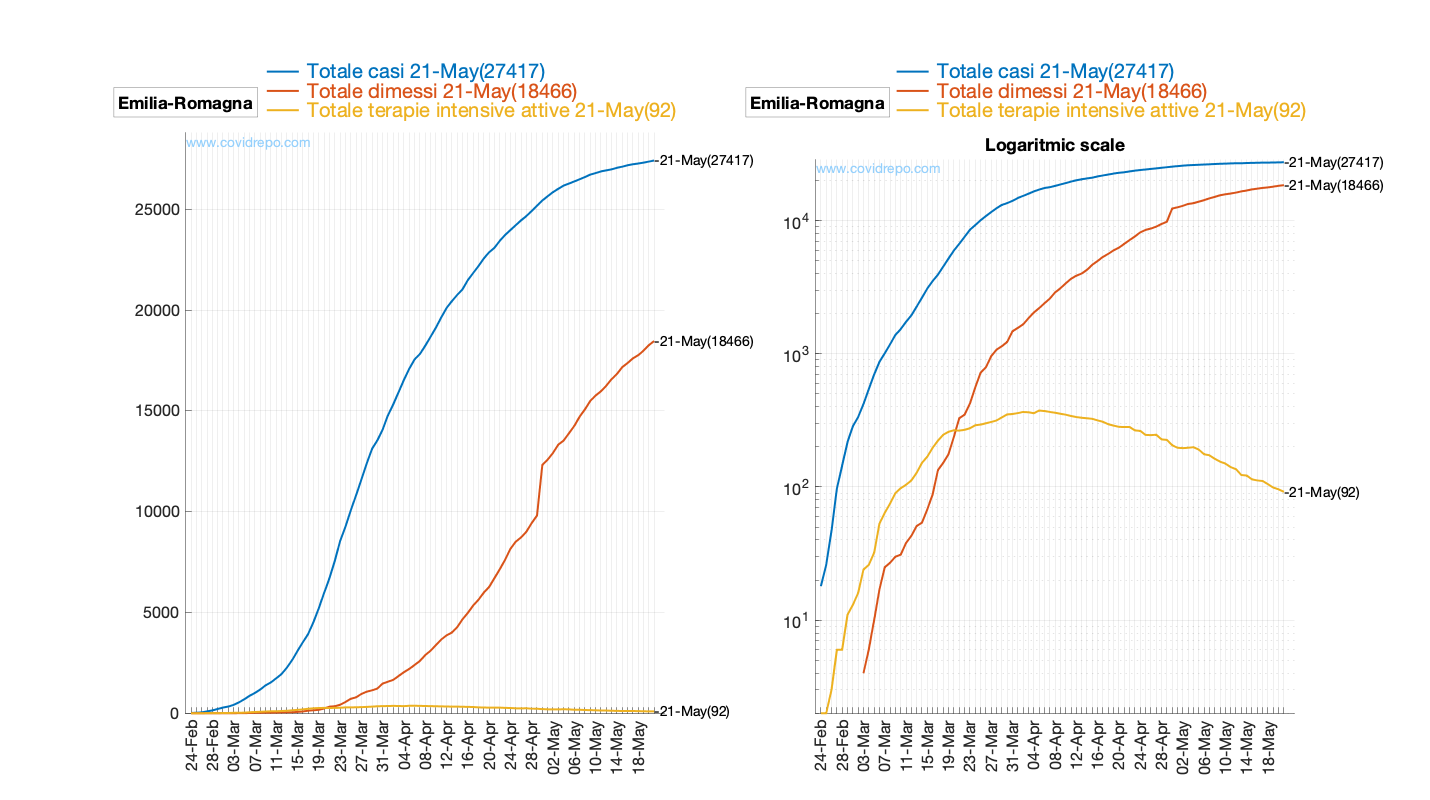 Emilia-Romagna
Totale casi 21-May(27417)
Totale dimessi 21-May(18466)
Totale terapie intensive attive 21-May(92)
www.covidrepo.com
25000
20000
15000
10000
5000
0
21-May(27417)
21-May(18466)
21-May(92)
24-Feb
28-Feb
03-Mar
07-Mar
11-Mar
15-Mar
19-Mar
23-Mar
27-Mar
31-Mar
04-Apr
08-Apr
12-Apr
16-Apr
20-Apr
24-Apr
28-Apr
02-May
06-May
10-May
14-May
18-May
Emilia-Romagna
Totale casi 21-May(27417)
Totale dimessi 21-May(18466)
Totale terapie intensive attive 21-May(92)
Logaritmic scale
www.covidrepo.com
10^4
10^3
10^2
10^1
21-May(27417)
21-May(18466)
21-May(92)
24-Feb
28-Feb
03-Mar
07-Mar
11-Mar
15-Mar
19-Mar
23-Mar
27-Mar
31-Mar
04-Apr
08-Apr
12-Apr
16-Apr
20-Apr
24-Apr
28-Apr
02-May
06-May
10-May
14-May
18-May